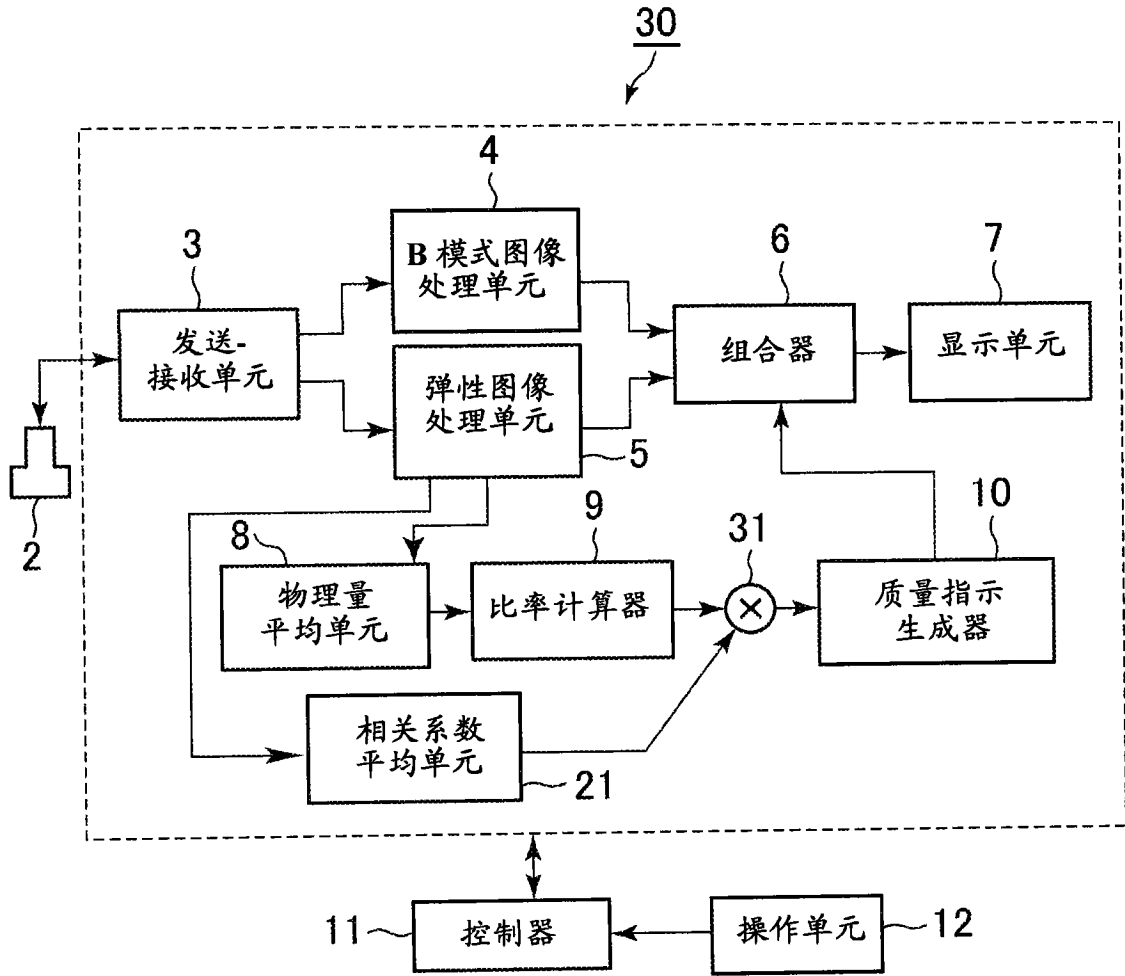 30
4
B 模式图像
处理单元
3
发送-
接收单元
6
组合器
7
显示单元
弹性图像
处理单元
5
2
8
物理量
平均单元
9
比率计算器
31
×
10
质量指示
生成器
相关系数
平均单元
21
11
控制器
操作单元
12